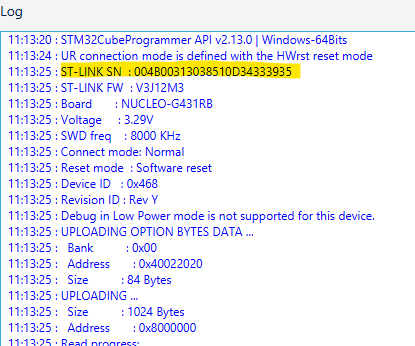 Log
11:13:20 : STM32CubeProgrammer API v2.13.0 | Windows-64Bits
11:13:24 : UR connection mode is defined with the HWrst reset mode
11:13:25 : ST-LINK SN : 004B00313038510D34333935
11:13:25 : ST-LINK FW : V3J12M3
11:13:25 : Board : NUCLEO-G431RB
11:13:25 : Voltage : 3.29V
11:13:25 : SWD freq : 8000 KHz
11:13:25 : Connect mode: Normal
11:13:25 : Reset mode : Software reset
11:13:25 : Device ID : 0x468
11:13:25 : Revision ID : Rev Y
11:13:25 : Debug in Low Power mode is not supported for this device.
11:13:25 : UPLOADING OPTION BYTES DATA ...
11:13:25 : Bank : 0x00
11:13:25 : Address : 0x40022020
11:13:25 : Size : 84 Bytes
11:13:25 : UPLOADING ...
11:13:25 : Size : 1024 Bytes
11:13:25 : Address : 0x8000000
11:13:25 : Read progress: